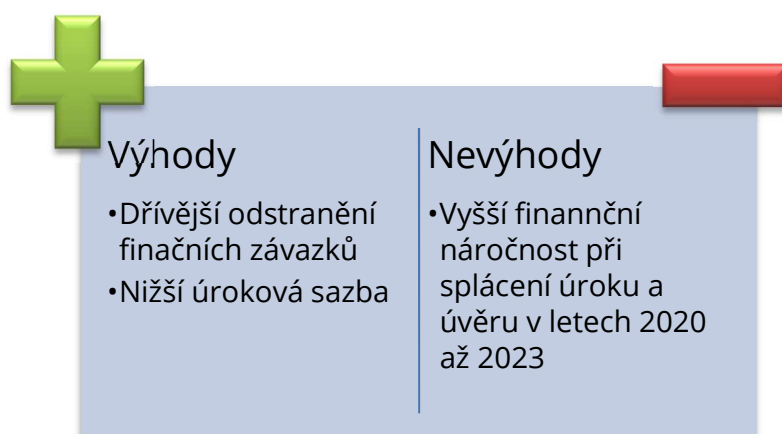 Výhody
•Dřívější odstranění
finačních závazků
•Nižší úroková sazba
Nevýhody
•Vyšší finannční
náročnost při
splácení úroku a
úvěru v letech 2020
až 2023